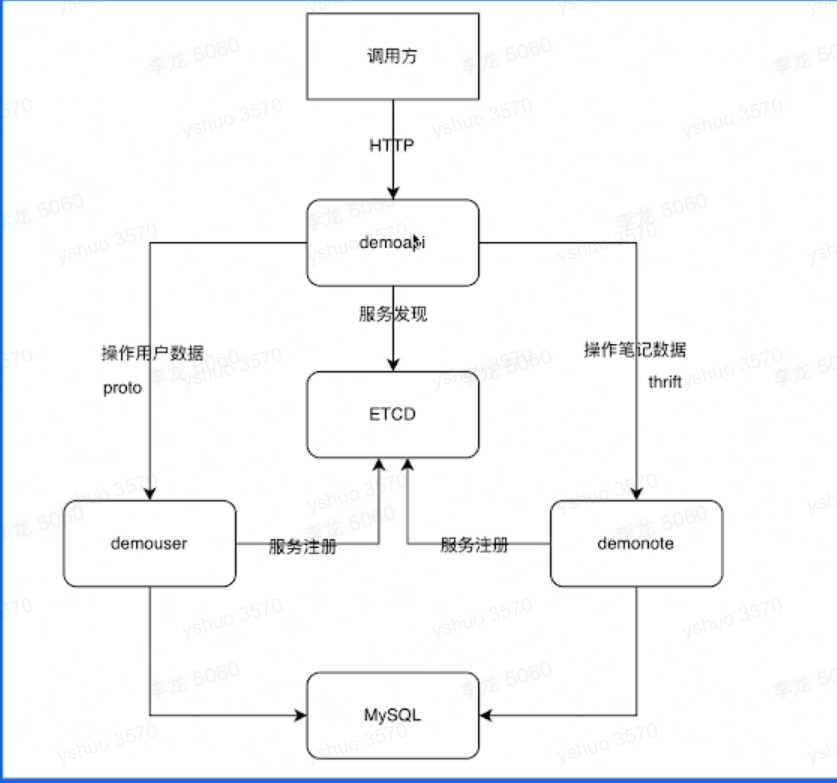 调用方
HTTP
demoapi
服务发现
操作用户数据
操作笔记数据
proto
thrift
ETCD
demouser
服务注册
服务注册
demonote
MySQL
李龙 5060
yshuo 3570